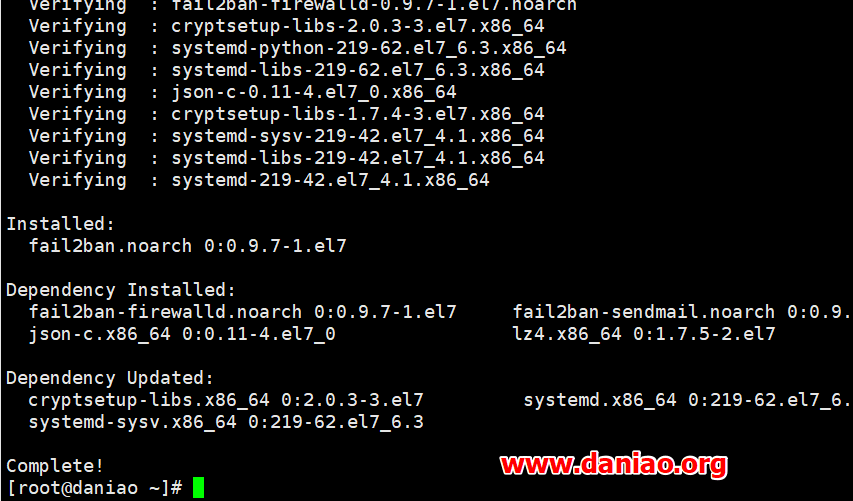 Verifying : fail2ban-firewalld-0.9.7-1.el7.noarch
Verifying : cryptsetup-libs-2.0.3-3.el7.x86_64
Verifying : systemd-python-219-62.el7_6.3.x86_64
Verifying : systemd-libs-219-62.el7_6.3.x86_64
Verifying : json-c-0.11-4.el7_0.x86_64
Verifying : cryptsetup-libs-1.7.4-3.el7.x86_64
Verifying : systemd-sysv-219-42.el7_4.1.x86_64
Verifying : systemd-libs-219-42.el7_4.1.x86_64
Verifying : systemd-219-42.el7_4.1.x86_64
Installed:
fail2ban.noarch 0:0.9.7-1.el7
Dependency Installed:
fail2ban-firewalld.noarch 0:0.9.7-1.el7 fail2ban-sendmail.noarch 0:0.9.
json-c.x86_64 0:0.11-4.el7_0 lz4.x86_64 0:1.7.5-2.el7
Dependency Updated:
cryptsetup-libs.x86_64 0:2.0.3-3.el7 systemd.x86_64 0:219-62.el7_6.
systemd-sysv.x86_64 0:219-62.el7_6.3
Complete!
www.daniao.org
[root@daniao ~]#